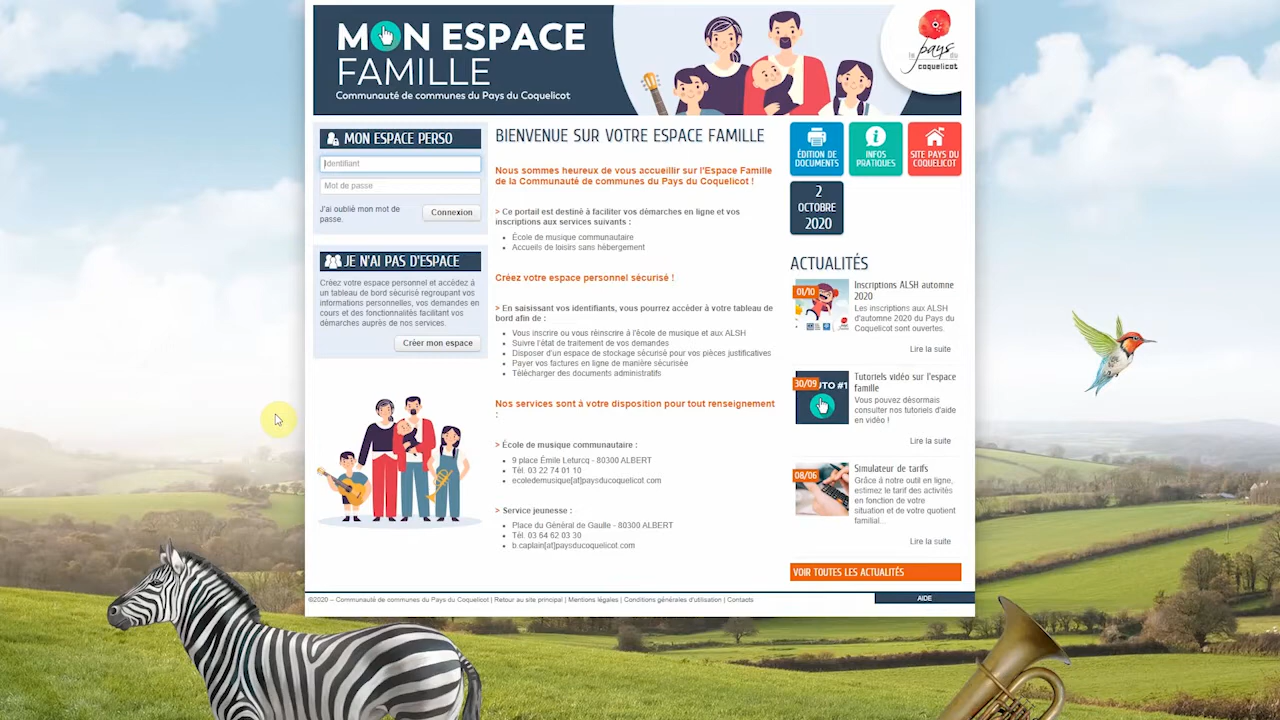 MON ESPACE
FAMILLE
Communauté de communes du Pays du Coquelicot
le pays du
coquelicot
MON ESPACE PERSO
Identifiant
Mot de passe
J'ai oublié mon mot de
passe.
Connexion
JE N'AI PAS D'ESPACE
Créez votre espace personnel et accédez à
un tableau de bord sécurisé regroupant vos
informations personnelles, vos demandes en
cours et des fonctionnalités facilitant vos
démarches auprès de nos services.
Créer mon espace
BIENVENUE SUR VOTRE ESPACE FAMILLE
Nous sommes heureux de vous accueillir sur l'Espace Famille
de la Communauté de communes du Pays du Coquelicot !
> Ce portail est destiné à faciliter vos démarches en ligne et vos
inscriptions aux services suivants :
• École de musique communautaire
• Accueils de loisirs sans hébergement
Créez votre espace personnel sécurisé !
> En saisissant vos identifiants, vous pourrez accéder à votre tableau de
bord afin de :
• Vous inscrire ou vous réinscrire à l'école de musique et aux ALSH
• Suivre l'état de traitement de vos demandes
• Disposer d'un espace de stockage sécurisé pour vos pièces justificatives
• Payer vos factures en ligne de manière sécurisée
• Télécharger des documents administratifs
Nos services sont à votre disposition pour tout renseignement
:
> École de musique communautaire :
• 9 place Émile Leturcq - 80300 ALBERT
• Tél. 03 22 74 01 10
• ecoledemusique[at]paysducoquelicot.com
> Service jeunesse :
• Place du Général de Gaulle - 80300 ALBERT
• Tél. 03 64 62 03 30
• b.caplain[at]paysducoquelicot.com
ÉDITION DE
DOCUMENTS
INFOS
PRATIQUES
SITE PAYS DU
COQUELICOT
2
OCTOBRE
2020
ACTUALITÉS
01/10
Inscriptions ALSH automne
2020
Les inscriptions aux ALSH
d'automne 2020 du Pays du
Coquelicot sont ouvertes.
Lire la suite
30/09
UTO #1
Tutoriels vidéo sur l'espace
famille
Vous pouvez désormais
consulter nos tutoriels d'aide
en vidéo !
Lire la suite
08/06
Simulateur de tarifs
Grâce à notre outil en ligne,
estimez le tarif des activités
en fonction de votre
situation et de votre quotient
familial...
Lire la suite
VOIR TOUTES LES ACTUALITÉS
©2020 – Communauté de communes du Pays du Coquelicot | Retour au site principal | Mentions légales | Conditions générales d'utilisation | Contacts
AIDE